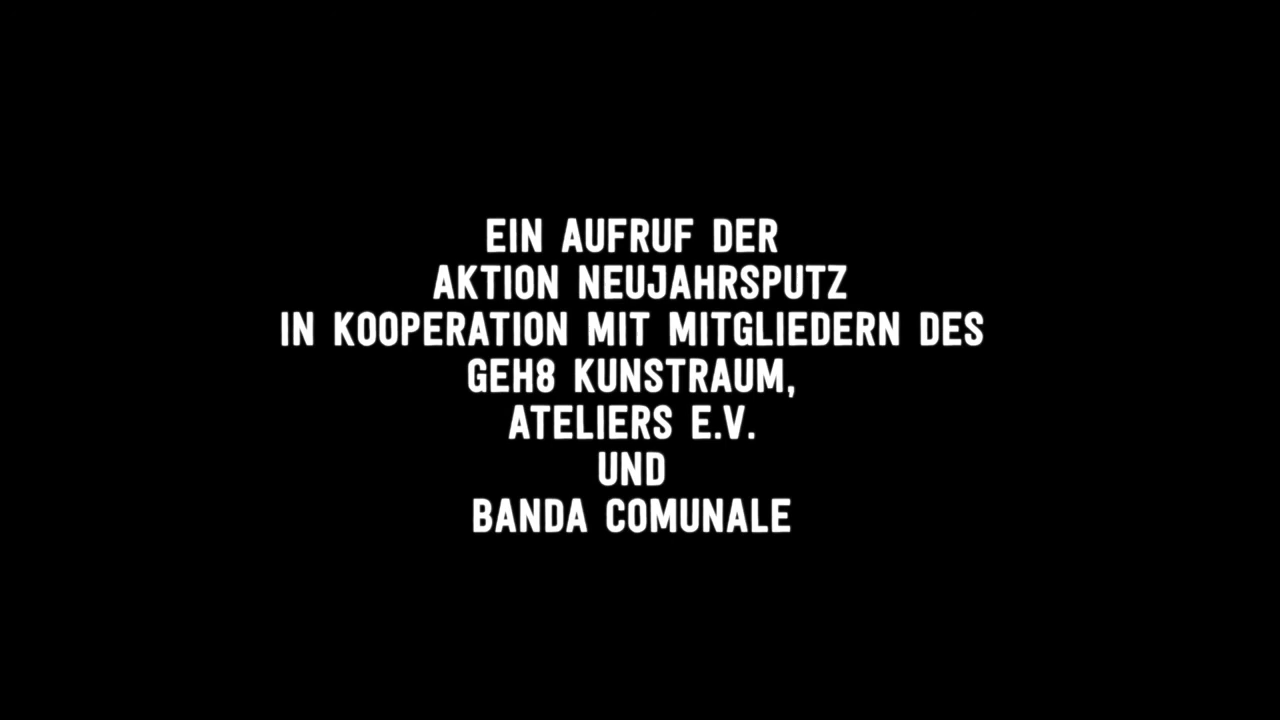 EIN AUFRUF DER
AKTION NEUJAHRSPUTZ
IN KOOPERATION MIT MITGLIEDERN DES
GEH8 KUNSTRAUM,
ATELIERS E.V.
UND
BANDA COMUNALE